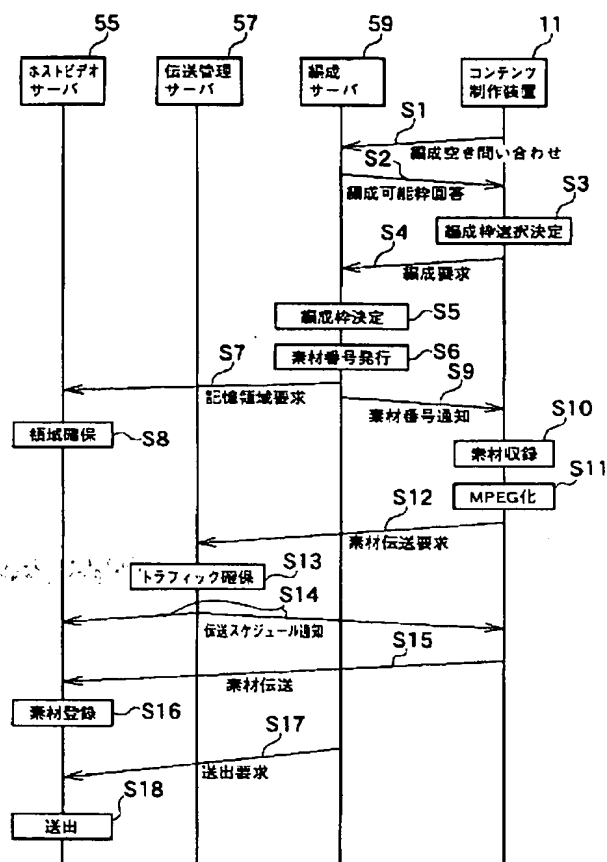 55
57
59
11
ホストビデオ
サーバ
伝送管理
サーバ
編成
サーバ
コンテンツ
制作装置
S1
編成空き問い合わせ
S2
編成可能枠回答
S3
編成枠選択決定
S4
編成要求
編成枠決定
S5
素材番号発行
S6
S7
記憶領域要求
S9
素材番号通知
領域確保
S8
S10
素材収録
S11
MPEG化
S12
素材伝送要求
S13
トラフィック確保
S14
伝送スケジュール通知
S15
素材伝送
素材登録
S16
S17
送出要求
S18
送出